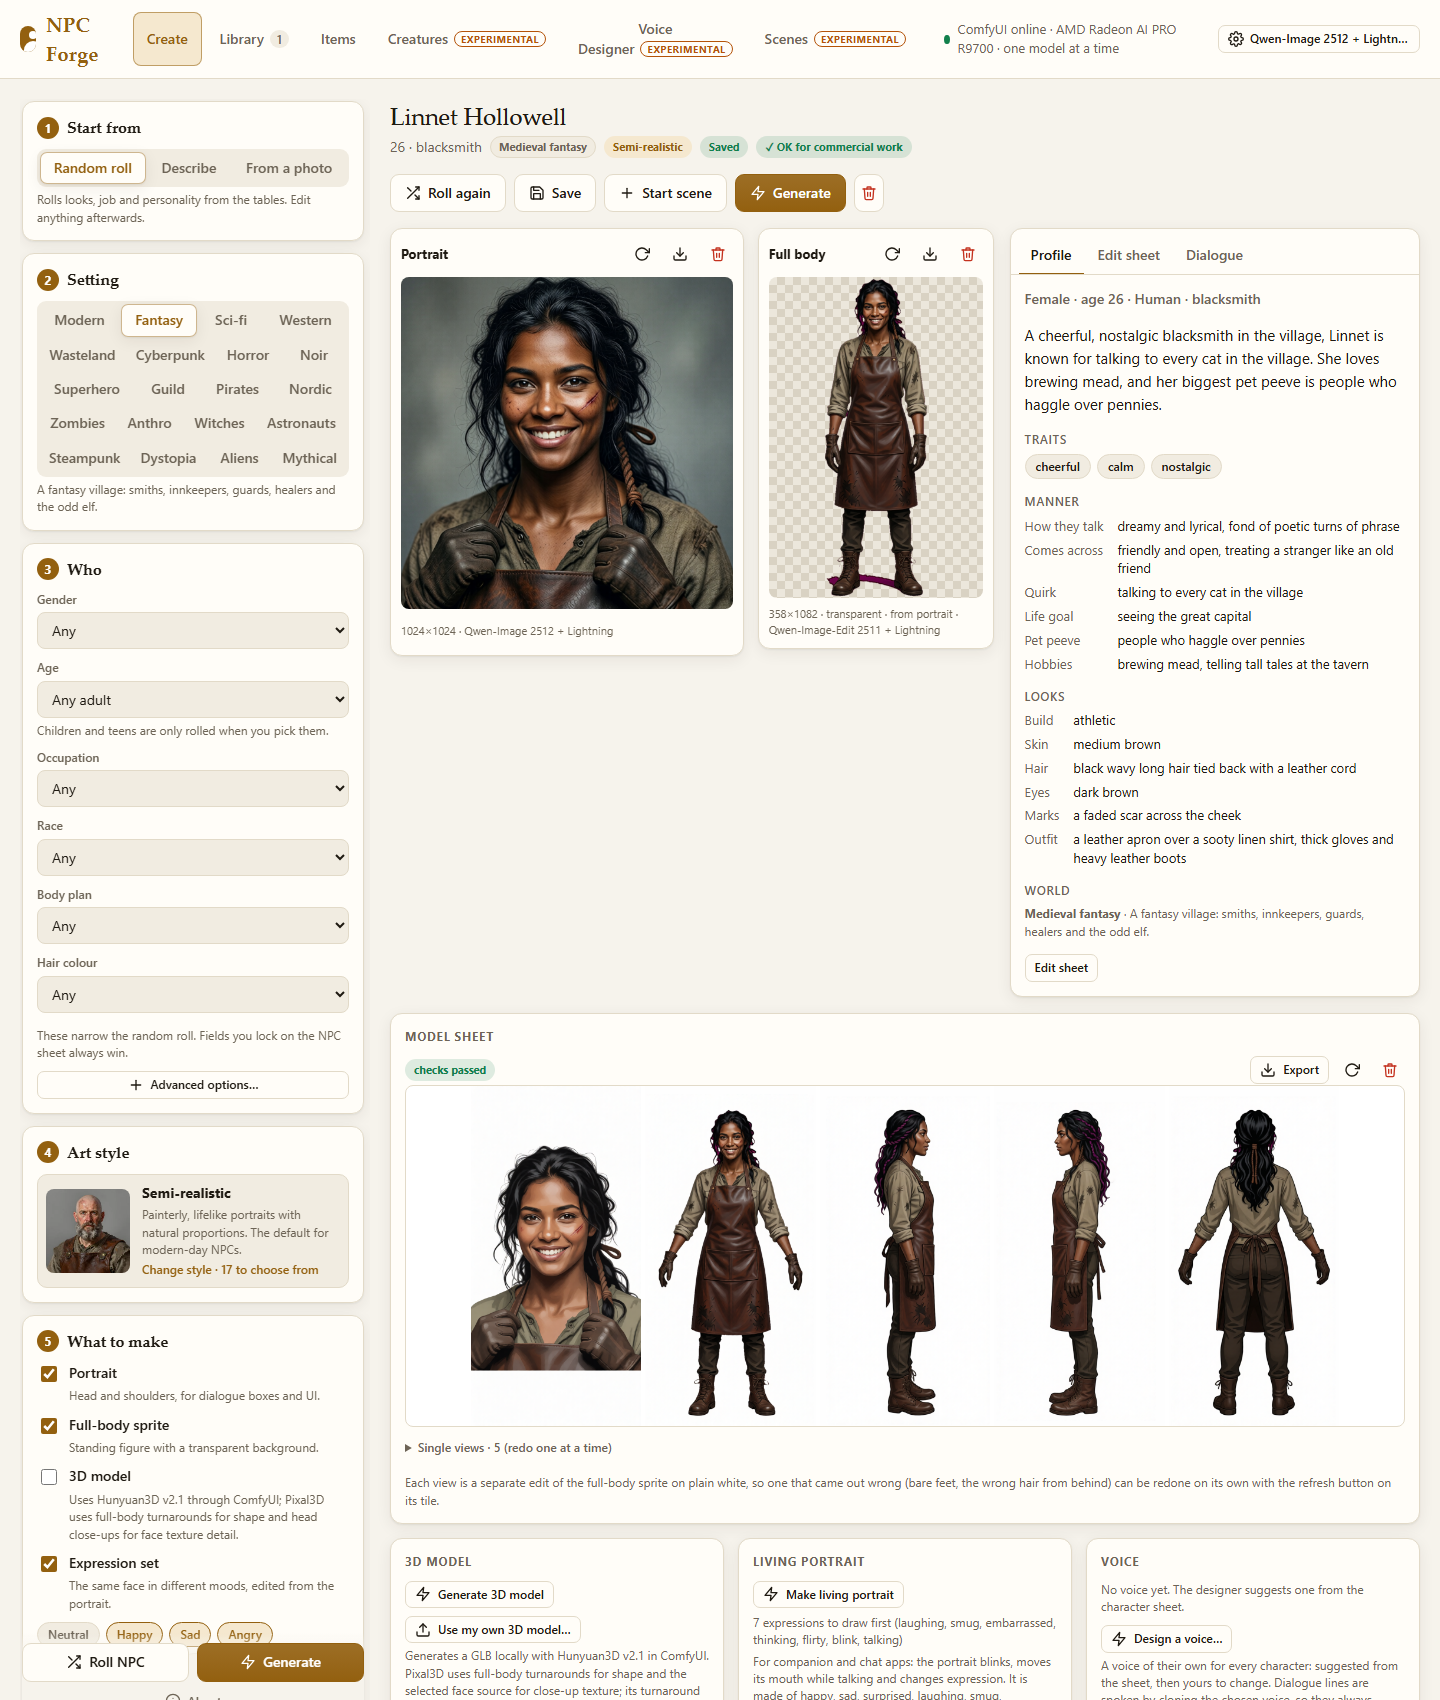 NPC
Forge
Create
Library 1
Items
Creatures EXPERIMENTAL
Voice
Designer EXPERIMENTAL
Scenes EXPERIMENTAL
ComfyUI online · AMD Radeon AI PRO
R9700 · one model at a time
Qwen-Image 2512 + Lightn...
1 Start from
Random roll Describe From a photo
Rolls looks, job and personality from the tables. Edit
anything afterwards.
2 Setting
Modern Fantasy Sci-fi Western
Wasteland Cyberpunk Horror Noir
Superhero Guild Pirates Nordic
Zombies Anthro Witches Astronauts
Steampunk Dystopia Aliens Mythical
A fantasy village: smiths, innkeepers, guards, healers and
the odd elf.
3 Who
Gender
Any
Age
Any adult
Children and teens are only rolled when you pick them.
Occupation
Any
Race
Any
Body plan
Any
Hair colour
Any
These narrow the random roll. Fields you lock on the NPC
sheet always win.
+ Advanced options...
4 Art style
Semi-realistic
Painterly, lifelike portraits with
natural proportions. The default for
modern-day NPCs.
Change style · 17 to choose from
5 What to make
Portrait
Head and shoulders, for dialogue boxes and UI.
Full-body sprite
Standing figure with a transparent background.
3D model
Uses Hunyuan3D v2.1 through ComfyUI; Pixal3D
uses full-body turnarounds for shape and head
close-ups for face texture detail.
Expression set
The same face in different moods, edited from the
portrait.
Neutral Happy Sad Angry
Roll NPC Generate
Linnet Hollowell
26 · blacksmith Medieval fantasy Semi-realistic Saved ✓ OK for commercial work
Roll again Save + Start scene Generate
Portrait
1024×1024 · Qwen-Image 2512 + Lightning
Full body
358×1082 · transparent · from portrait ·
Qwen-Image-Edit 2511 + Lightning
Profile Edit sheet Dialogue
Female · age 26 · Human · blacksmith
A cheerful, nostalgic blacksmith in the village, Linnet is
known for talking to every cat in the village. She loves
brewing mead, and her biggest pet peeve is people who
haggle over pennies.
TRAITS
cheerful calm nostalgic
MANNER
How they talk dreamy and lyrical, fond of poetic turns of phrase
Comes across friendly and open, treating a stranger like an old
friend
Quirk talking to every cat in the village
Life goal seeing the great capital
Pet peeve people who haggle over pennies
Hobbies brewing mead, telling tall tales at the tavern
LOOKS
Build athletic
Skin medium brown
Hair black wavy long hair tied back with a leather cord
Eyes dark brown
Marks a faded scar across the cheek
Outfit a leather apron over a sooty linen shirt, thick gloves and
heavy leather boots
WORLD
Medieval fantasy · A fantasy village: smiths, innkeepers, guards,
healers and the odd elf.
Edit sheet
MODEL SHEET
checks passed
Export
Single views · 5 (redo one at a time)
Each view is a separate edit of the full-body sprite on plain white, so one that came out wrong (bare feet, the wrong hair from behind) can be redone on its own with the refresh button on
its tile.
3D MODEL
Generate 3D model
Use my own 3D model...
Generates a GLB locally with Hunyuan3D v2.1 in ComfyUI.
Pixal3D uses full-body turnarounds for shape and the
selected face source for close-up texture; its turnaround
LIVING PORTRAIT
Make living portrait
7 expressions to draw first (laughing, smug, embarrassed,
thinking, flirty, blink, talking)
For companion and chat apps: the portrait blinks, moves
its mouth while talking and changes expression. It is
made of happy, sad, surprised, laughing, smug,
VOICE
No voice yet. The designer suggests one from the
character sheet.
Design a voice...
A voice of their own for every character: suggested from
the sheet, then yours to change. Dialogue lines are
spoken by cloning the chosen voice, so they always